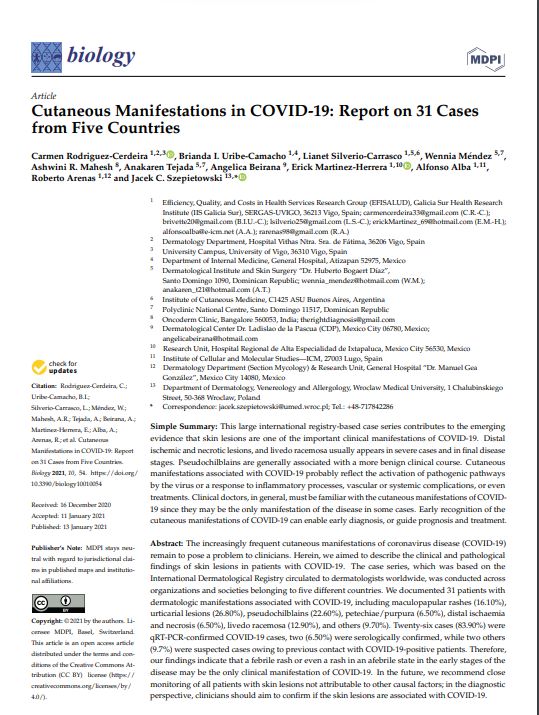 biology
MDPI
Article
Cutaneous Manifestations in COVID-19: Report on 31 Cases
from Five Countries
Carmen Rodriguez-Cerdeira 1,2,3, Brianda I. Uribe-Camacho 1,4, Lianet Silverio-Carrasco 1,5,6, Wennia Méndez 5,7,
Ashwini R. Mahesh 8, Anakaren Tejada 5,7, Angelica Beirana 9, Erick Martinez-Herrera 1,10, Alfonso Alba 1,11,
Roberto Arenas 1,12 and Jacek C. Szepietowski 13,*
1 Efficiency, Quality, and Costs in Health Services Research Group (EFISALUD), Galicia Sur Health Research
Institute (IIS Galicia Sur), SERGAS-UVIGO, 36213 Vigo, Spain; carmencerdeira33@gmail.com (C.R.-C.);
brivette20@gmail.com (B.I.U.-C.); lsilverio25@gmail.com (L.S.-C.); erickMartinez_69@hotmail.com (E.M.-H.);
alfonsoalba@e-icm.net (A.A.); rarenas98@gmail.com (R.A.)
2 Dermatology Department, Hospital Vithas Ntra. Sra. de Fátima, 36206 Vigo, Spain
3 University Campus, University of Vigo, 36310 Vigo, Spain
4 Department of Internal Medicine, General Hospital, Atizapan 52975, Mexico
5 Dermatological Institute and Skin Surgery "Dr. Huberto Bogaert Díaz",
Santo Domingo 1090, Dominican Republic; wennia_mendez@hotmail.com (W.M.);
anakaren_t21@hotmail.com (A.T.)
6 Institute of Cutaneous Medicine, C1425 ASU Buenos Aires, Argentina
7 Polyclinic National Centre, Santo Domingo 11517, Dominican Republic
8 Oncoderm Clinic, Bangalore 560053, India; therightdiagnosis@gmail.com
9 Dermatological Center Dr. Ladislao de la Pascua (CDP), Mexico City 06780, Mexico;
angelicabeirana@hotmail.com
10 Research Unit, Hospital Regional de Alta Especialidad de Ixtapaluca, Mexico City 56530, Mexico
11 Institute of Cellular and Molecular Studies—ICM, 27003 Lugo, Spain
12 Dermatology Department (Section Mycology) & Research Unit, General Hospital "Dr. Manuel Gea
González", Mexico City 14080, Mexico
13 Department of Dermatology, Venereology and Allergology, Wroclaw Medical University, 1 Chalubinskiego
Street, 50-368 Wroclaw, Poland
* Correspondence: jacek.szepietowski@umed.wroc.pl; Tel.: +48-717842286
check for
updates
Citation: Rodriguez-Cerdeira, C.;
Uribe-Camacho, B.I.;
Silverio-Carrasco, L.; Méndez, W.;
Mahesh, A.R.; Tejada, A.; Beirana, A.;
Martinez-Herrera, E.; Alba, A.;
Arenas, R.; et al. Cutaneous
Manifestations in COVID-19: Report
on 31 Cases from Five Countries.
Biology 2021, 10, 54. https://doi.org/
10.3390/biology10010054
Received: 16 December 2020
Accepted: 11 January 2021
Published: 13 January 2021
Publisher's Note: MDPI stays neu-
tral with regard to jurisdictional clai-
ms in published maps and institutio-
nal affiliations.
CC BY
Copyright: ©2021 by the authors. Li-
censee MDPI, Basel, Switzerland.
This article is an open access article
distributed under the terms and con-
ditions of the Creative Commons At-
tribution (CC BY) license (https://
creativecommons.org/licenses/by/
4.0/).
Simple Summary: This large international registry-based case series contributes to the emerging
evidence that skin lesions are one of the important clinical manifestations of COVID-19. Distal
ischemic and necrotic lesions, and livedo racemosa usually appear in severe cases and in final disease
stages. Pseudochilblains are generally associated with a more benign clinical course. Cutaneous
manifestations associated with COVID-19 probably reflect the activation of pathogenic pathways
by the virus or a response to inflammatory processes, vascular or systemic complications, or even
treatments. Clinical doctors, in general, must be familiar with the cutaneous manifestations of COVID-
19 since they may be the only manifestation of the disease in some cases. Early recognition of the
cutaneous manifestations of COVID-19 can enable early diagnosis, or guide prognosis and treatment.
Abstract: The increasingly frequent cutaneous manifestations of coronavirus disease (COVID-19)
remain to pose a problem to clinicians. Herein, we aimed to describe the clinical and pathological
findings of skin lesions in patients with COVID-19. The case series, which was based on the
International Dermatological Registry circulated to dermatologists worldwide, was conducted across
organizations and societies belonging to five different countries. We documented 31 patients with
dermatologic manifestations associated with COVID-19, including maculopapular rashes (16.10%),
urticarial lesions (26.80%), pseudochilblains (22.60%), petechiae/purpura (6.50%), distal ischemia
and necrosis (6.50%), livedo racemosa (12.90%), and others (9.70%). Twenty-six cases (83.90%) were
qRT-PCR-confirmed COVID-19 cases, two (6.50%) were serologically confirmed, while two others
(9.7%) were suspected cases owing to previous contact with COVID-19-positive patients. Therefore,
our findings indicate that a febrile rash or even a rash in an afebrile state in the early stages of the
disease may be the only clinical manifestation of COVID-19. In the future, we recommend close
monitoring of all patients with skin lesions not attributable to other causal factors; in the diagnostic
perspective, clinicians should aim to confirm if the skin lesions are associated with COVID-19.